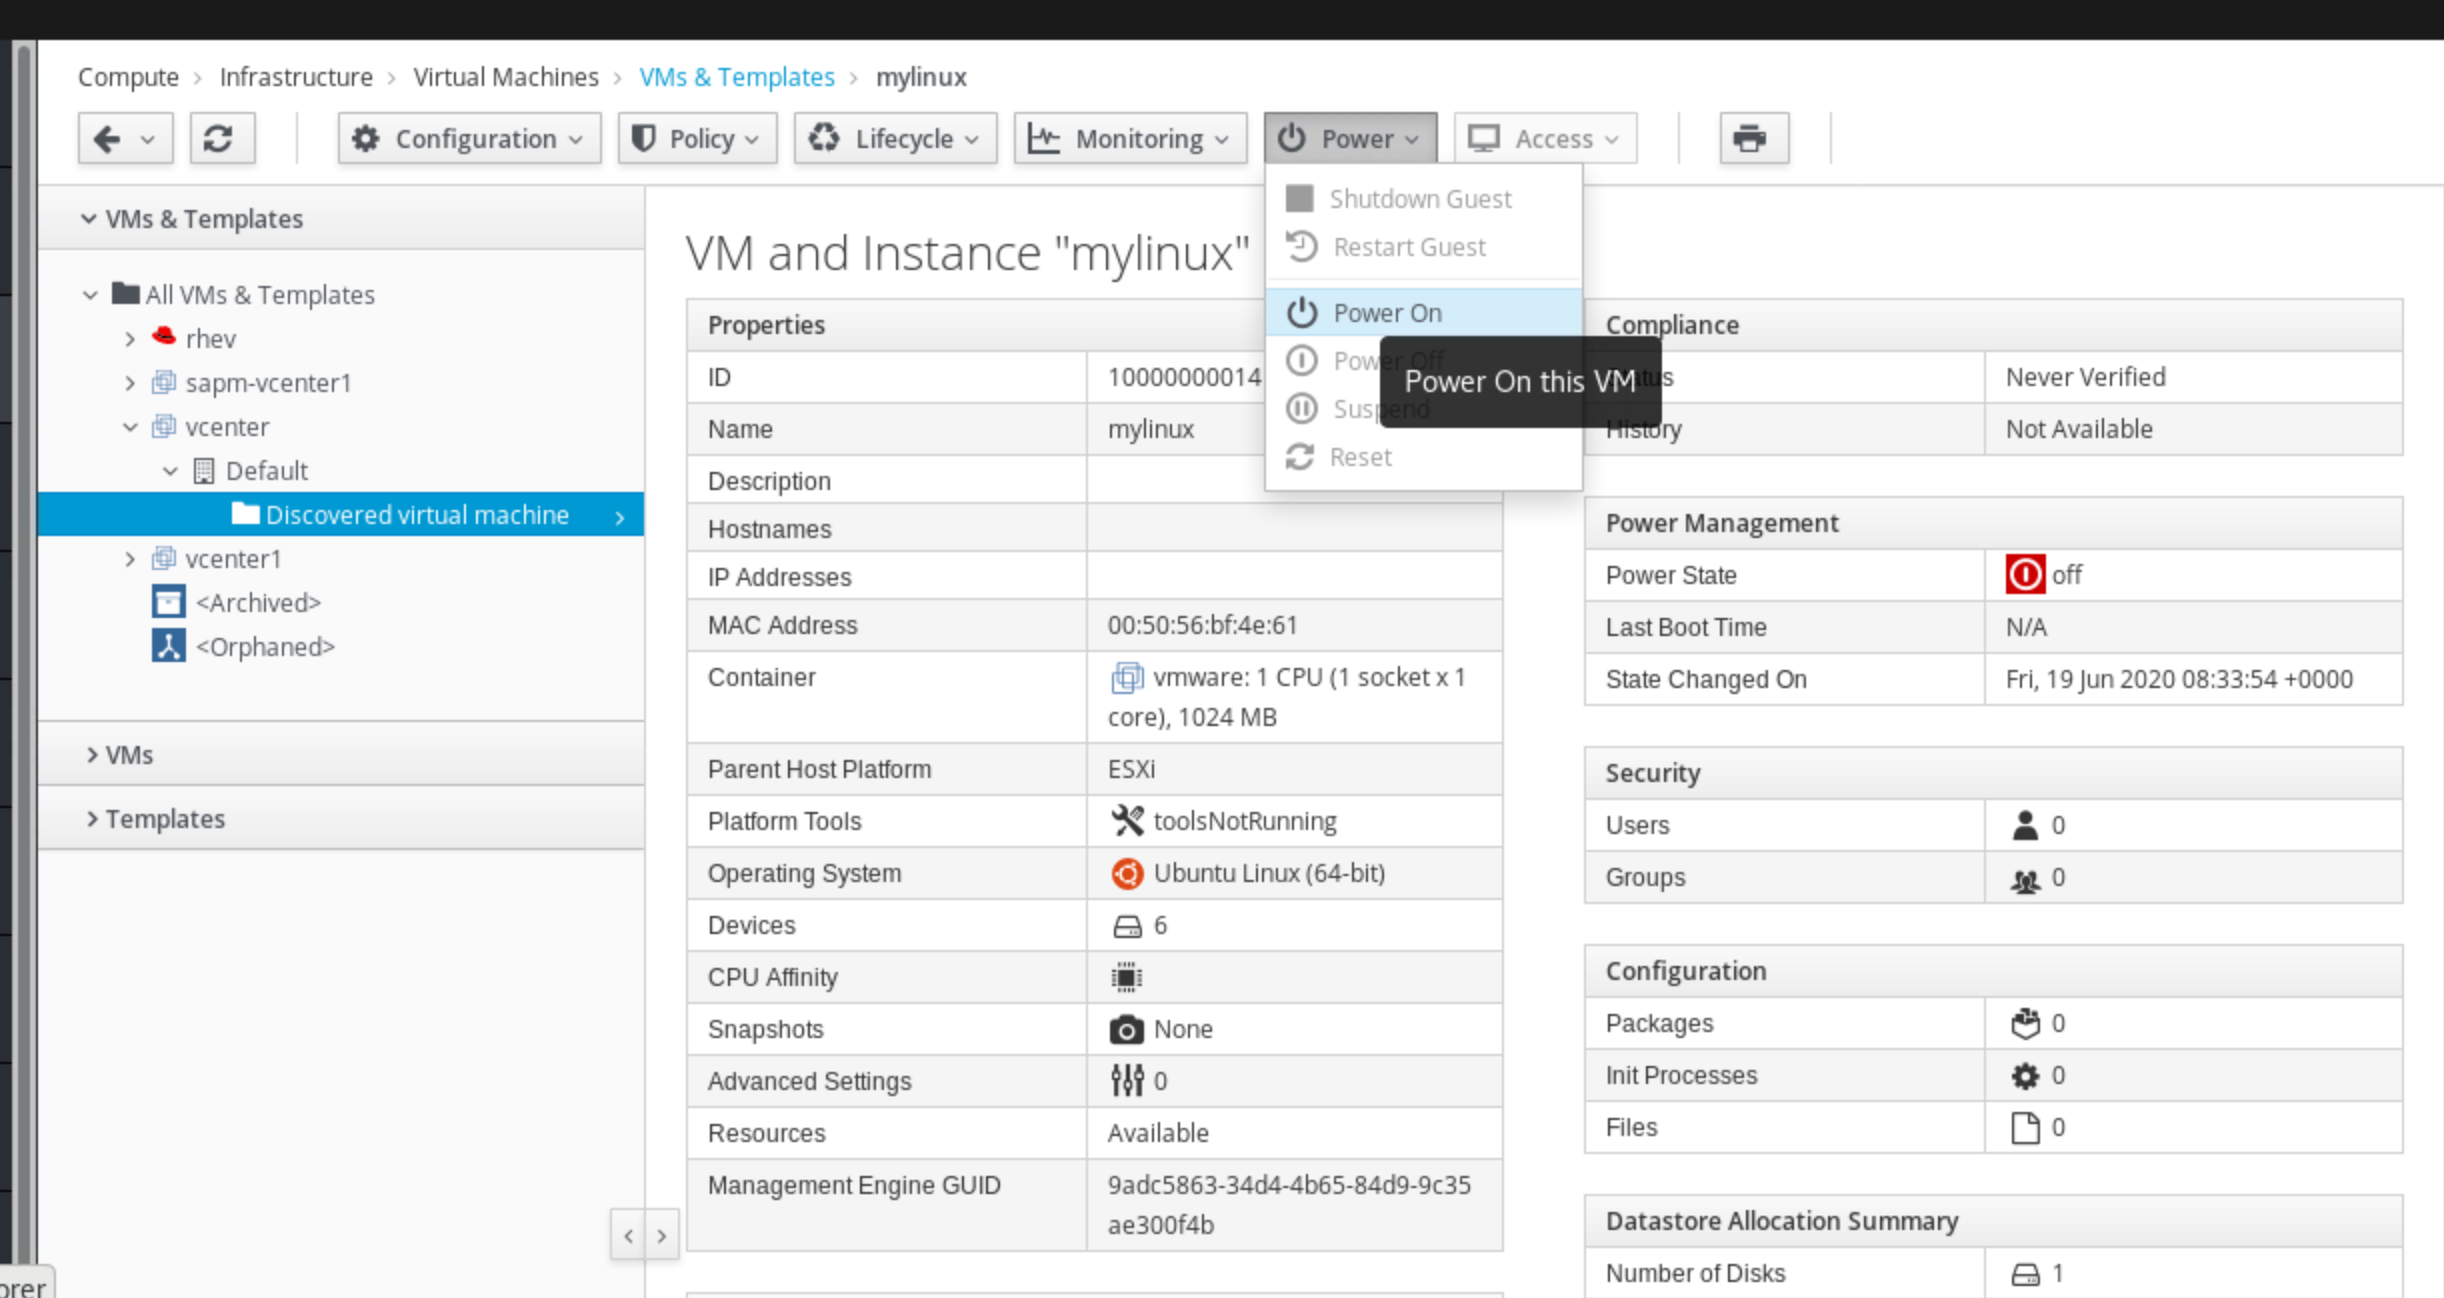 Compute > Infrastructure > Virtual Machines > VMs & Templates > mylinux
Configuration Policy Lifecycle Monitoring Power Access
Shutdown Guest
Restart Guest
Power On
Power Off
Suspend
Reset
Power On this VM
VMs & Templates
All VMs & Templates
rhev
sapm-vcenter1
vcenter
Default
Discovered virtual machine
vcenter1
<Archived>
<Orphaned>
VMs
Templates
orer
VM and Instance "mylinux"
Properties
ID 10000000014
Name mylinux
Description
Hostnames
IP Addresses
MAC Address 00:50:56:bf:4e:61
Container vmware: 1 CPU (1 socket x 1
core), 1024 MB
Parent Host Platform ESXi
Platform Tools toolsNotRunning
Operating System Ubuntu Linux (64-bit)
Devices 6
CPU Affinity
Snapshots None
Advanced Settings 0
Resources Available
Management Engine GUID 9adc5863-34d4-4b65-84d9-9c35
ae300f4b
Compliance
Status Never Verified
History Not Available
Power Management
Power State off
Last Boot Time N/A
State Changed On Fri, 19 Jun 2020 08:33:54 +0000
Security
Users 0
Groups 0
Configuration
Packages 0
Init Processes 0
Files 0
Datastore Allocation Summary
Number of Disks 1